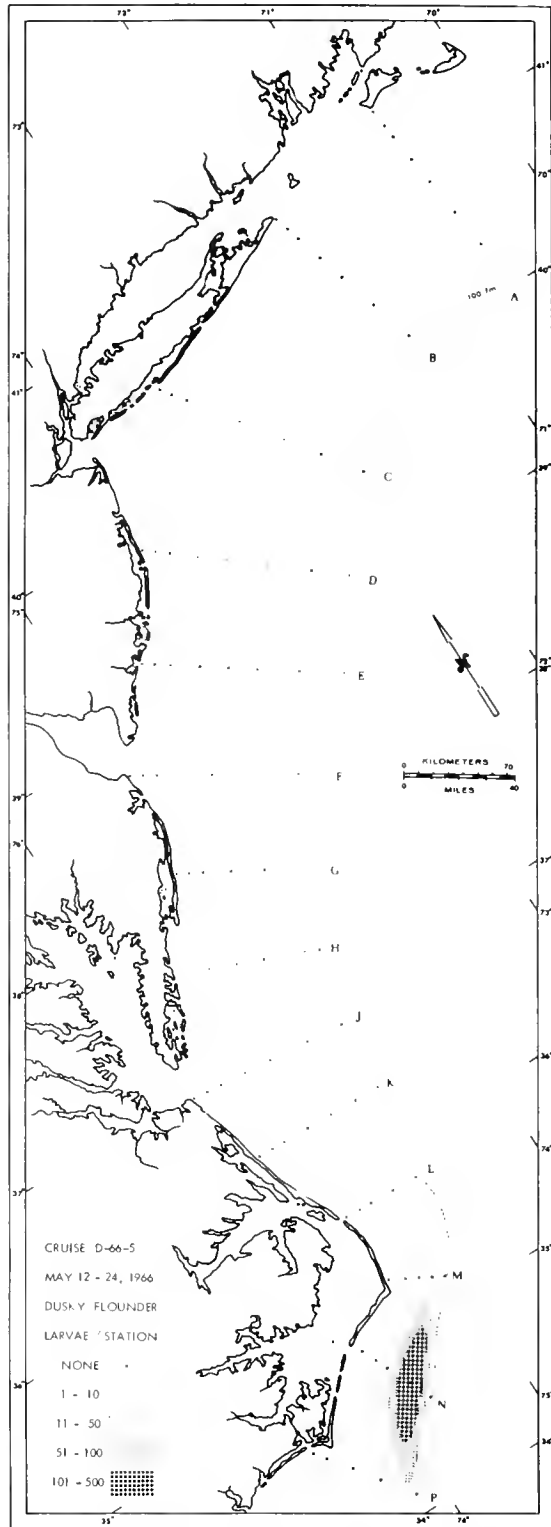 72° 71° 70°
41°
73°
70°
40°
100 fm A
B
74°
41°
71°
39°
C
D
40°
75°
72°
38°
E
KILOMETERS
0 70
F
0 40
MILES
39°
76°
37°
G
73°
H
38°
J
36°
K
74°
L
37°
35°
M
CRUISE D-66-5
MAY 12 - 24, 1966
DUSKY FLOUNDER
LARVAE / STATION
NONE
1 - 10
36°
75°
N
11 - 50
34°
51 - 100
101 - 500
P
35° 34° 76°